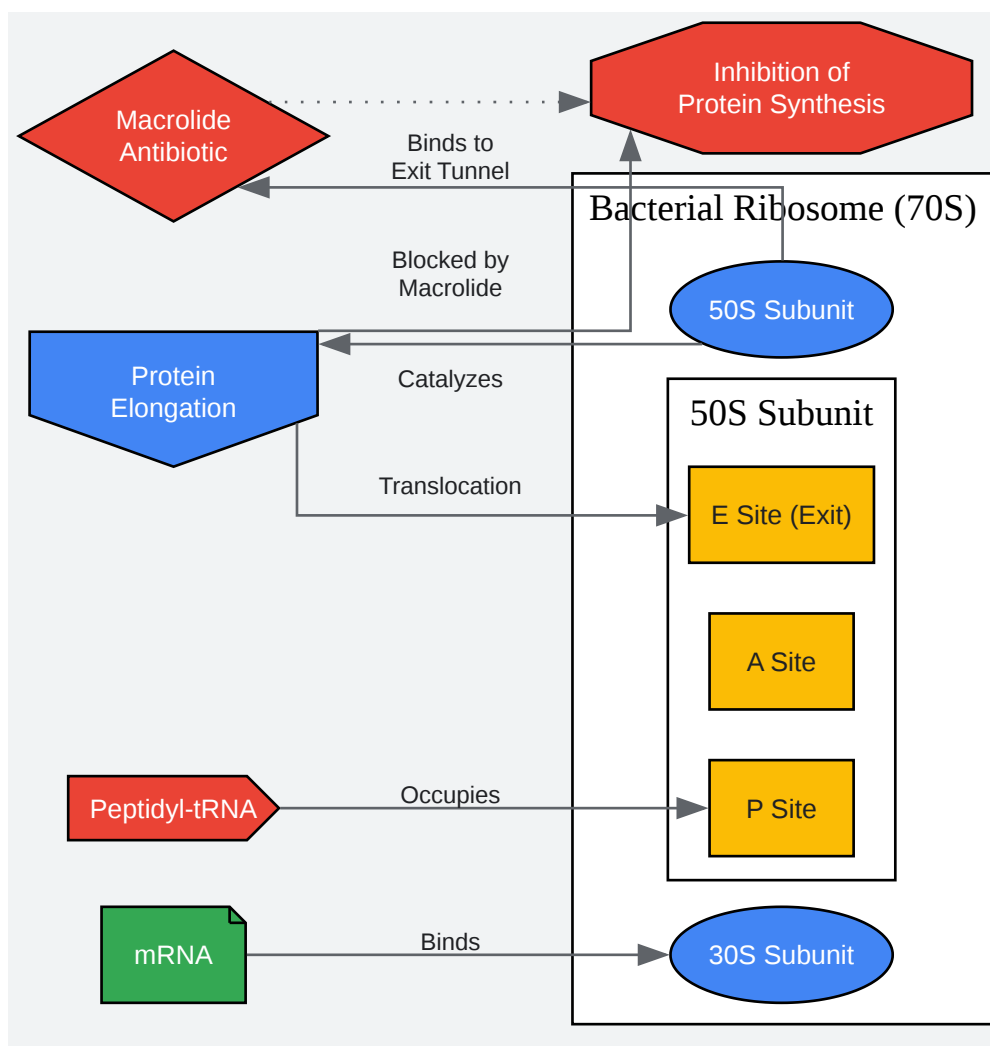 Inhibition of
Protein Synthesis
Macrolide
Antibiotic
Binds to
Exit Tunnel
Bacterial Ribosome (70S)
Blocked by
Macrolide
50S Subunit
Protein
Elongation
Catalyzes
50S Subunit
Translocation
E Site (Exit)
A Site
Peptidyl-tRNA
Occupies
P Site
mRNA
Binds
30S Subunit